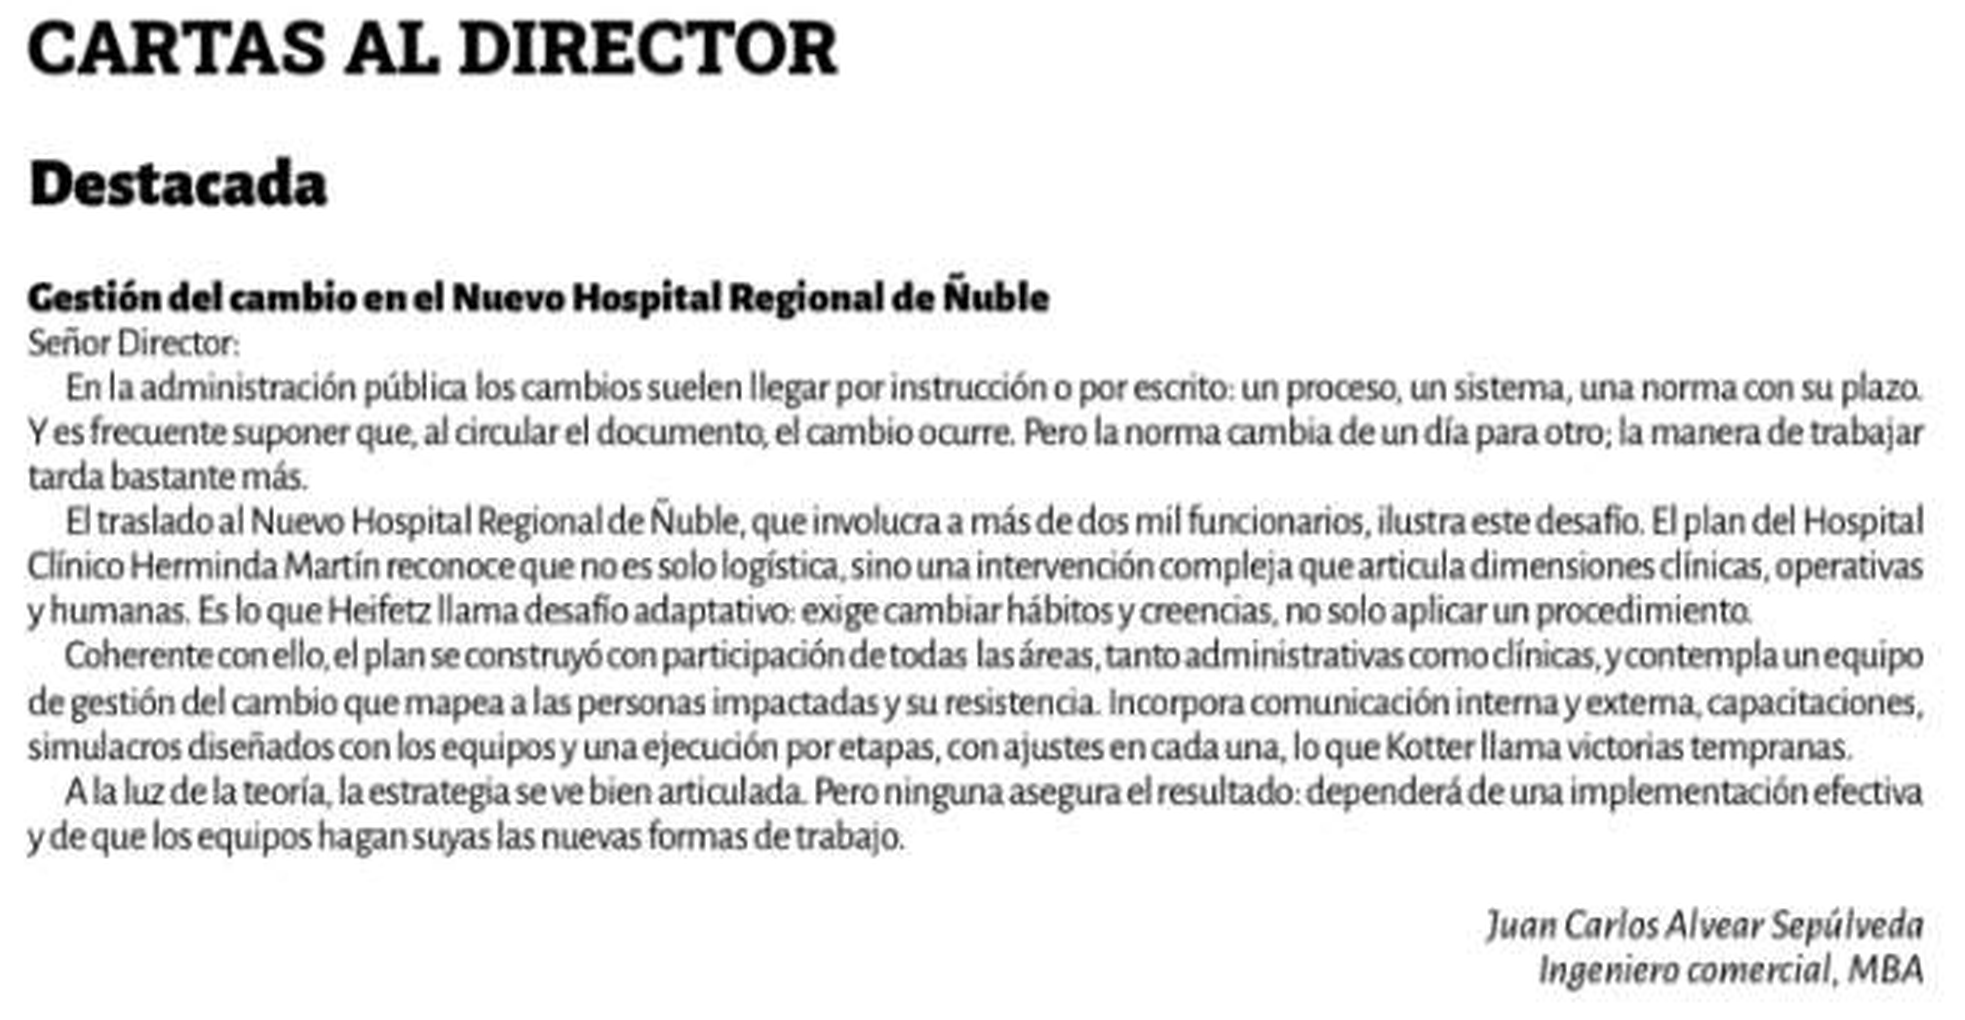 CARTAS AL DIRECTOR
Destacada
Gestión del cambio en el Nuevo Hospital Regional de Ñuble
Señor Director:
En la administración pública los cambios suelen llegar por instrucción o por escrito: un proceso, un sistema, una norma con su plazo.
Y es frecuente suponer que, al circular el documento, el cambio ocurre. Pero la norma cambia de un día para otro; la manera de trabajar
tarda bastante más.
El traslado al Nuevo Hospital Regional de Ñuble, que involucra a más de dos mil funcionarios, ilustra este desafío. El plan del Hospital
Clínico Herminda Martín reconoce que no es solo logística, sino una intervención compleja que articula dimensiones clínicas, operativas
y humanas. Es lo que Heifetz llama desafío adaptativo: exige cambiar hábitos y creencias, no solo aplicar un procedimiento.
Coherente con ello, el plan se construyó con participación de todas las áreas, tanto administrativas como clínicas, y contempla un equipo
de gestión del cambio que mapea a las personas impactadas y su resistencia. Incorpora comunicación interna y externa, capacitaciones,
simulacros diseñados con los equipos y una ejecución por etapas, con ajustes en cada una, lo que Kotter llama victorias tempranas.
A la luz de la teoría, la estrategia se ve bien articulada. Pero ninguna asegura el resultado: dependerá de una implementación efectiva
y de que los equipos hagan suyas las nuevas formas de trabajo.
Juan Carlos Alvear Sepúlveda
Ingeniero comercial, MBA